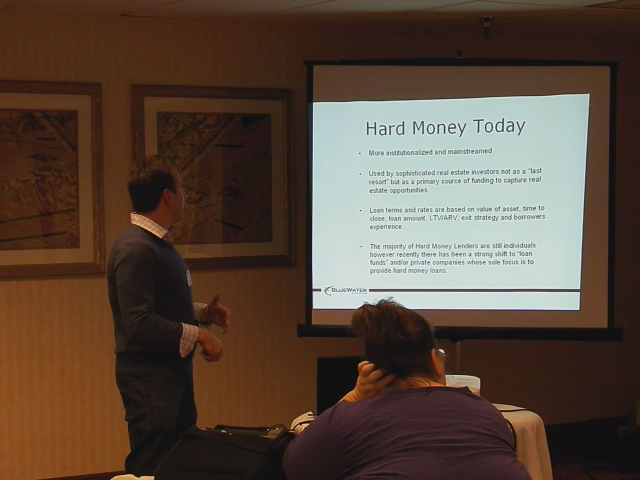 Hard Money Today
• More institutionalized and mainstreamed
• Used by sophisticated real estate investors not as a "last
resort" but as a primary source of funding to capture real
estate opportunities.
• Loan terms and rates are based on value of asset, time to
close, loan amount, LTV/ARV, exit strategy and borrowers
experience.
• The majority of Hard Money Lenders are still individuals
however recently there has been a strong shift to "loan
funds" and/or private companies whose sole focus is to
provide hard money loans.
BLUEWATER